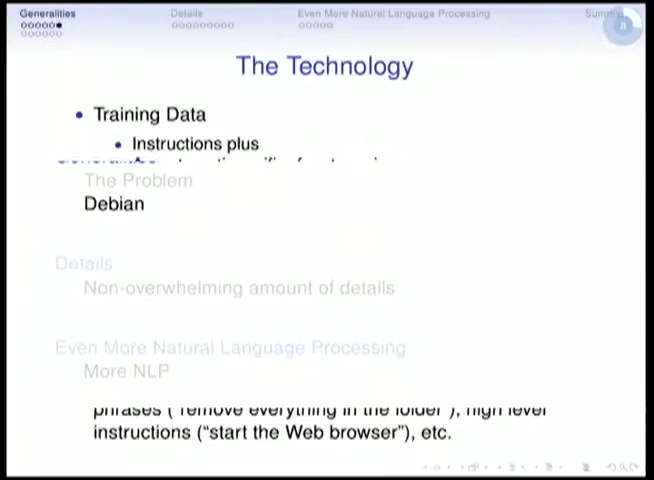 Generalities
Details
Even More Natural Language Processing
The Technology
Training Data
Instructions plus
The Problem
Debian
Details
Non-overwhelming amount of details
Even More Natural Language Processing
More NLP
phrases ("remove everything in the folder"), high level
instructions ("start the Web browser"), etc.